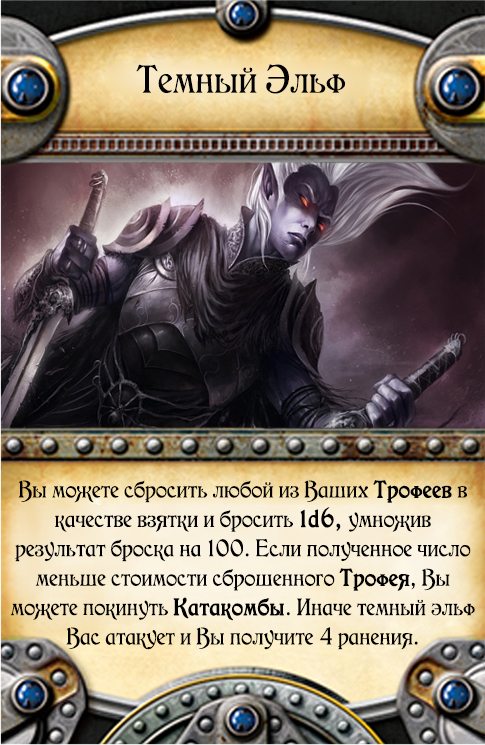 Темный Эльф
Вы можете сбросить любой из Ваших Трофеев в
качестве взятки и бросить 1d6, умножив
результат броска на 100. Если полученное число
меньше стоимости сброшенного Трофея, Вы
можете покинуть Катакомбы. Иначе темный эльф
Вас атакует и Вы получите 4 ранения.